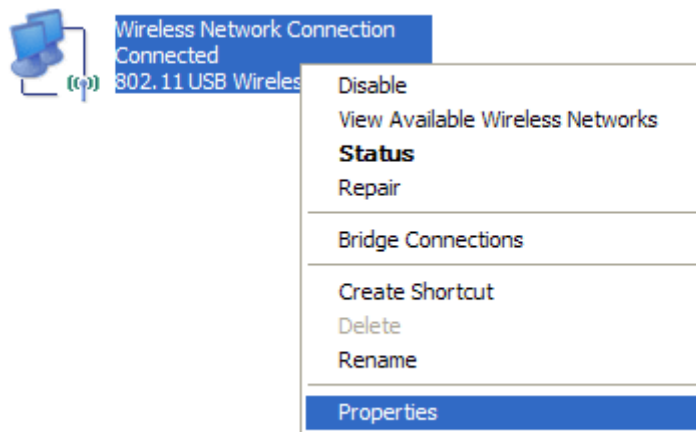 Wireless Network Connection
Connected
802.11 USB Wireles
Disable
View Available Wireless Networks
Status
Repair
Bridge Connections
Create Shortcut
Delete
Rename
Properties